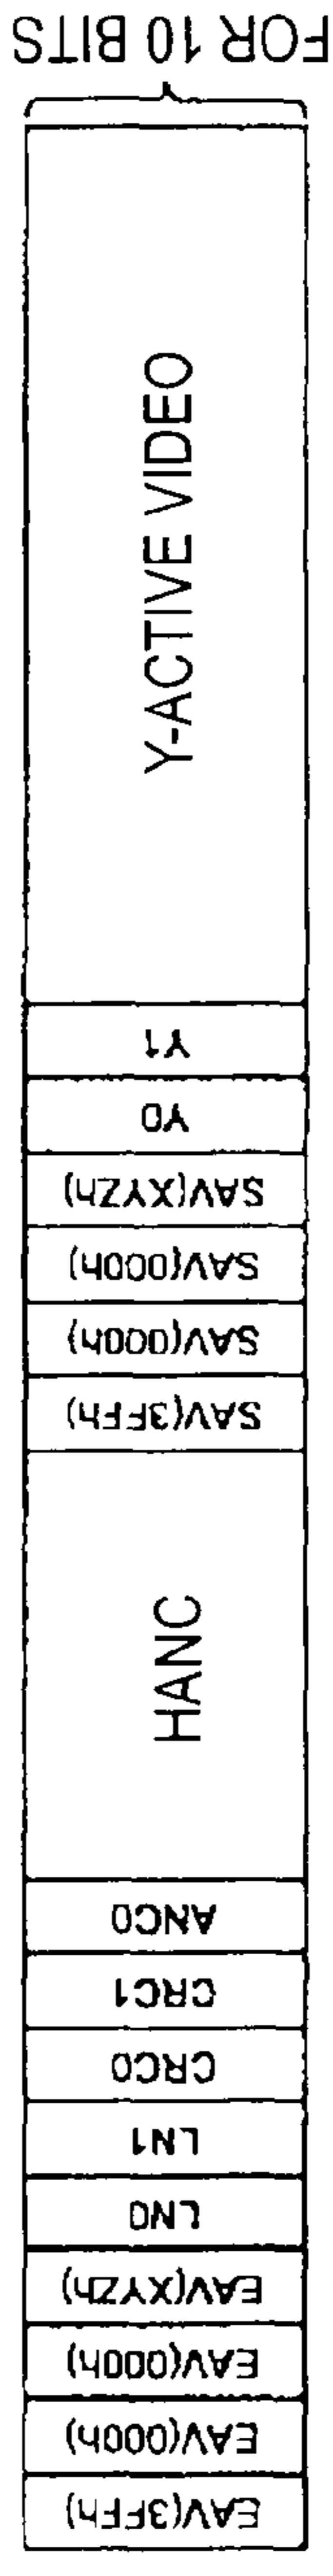 EAV(3FFh)
EAV(000h)
EAV(000h)
EAV(XYZh)
LN0
LN1
CRC0
CRC1
ANC0
HANC
SAV(3FFh)
SAV(000h)
SAV(000h)
SAV(XYZh)
Y0
Y1
Y-ACTIVE VIDEO
FOR 10 BITS